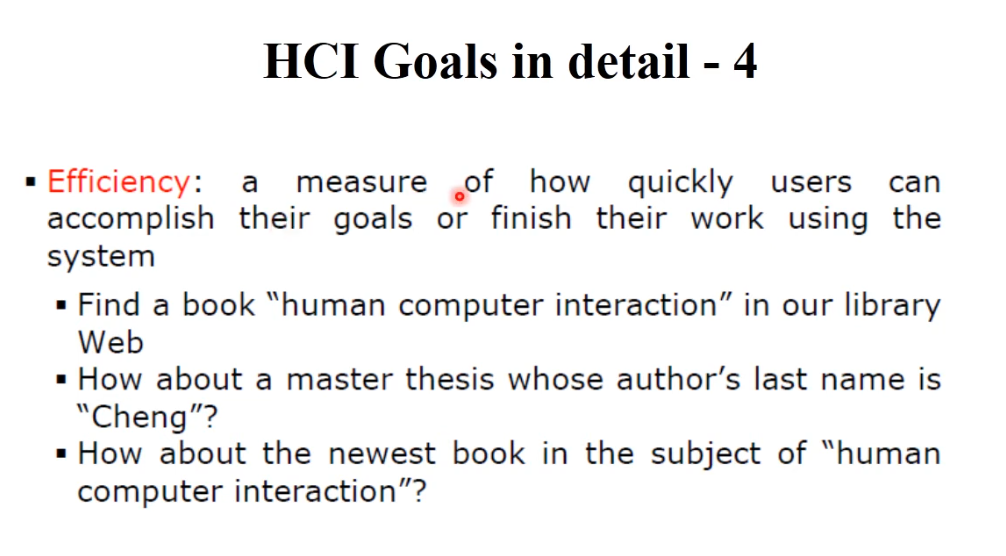 HCI Goals in detail - 4
▪ Efficiency: a measure of how quickly users can
accomplish their goals or finish their work using the
system
▪ Find a book “human computer interaction” in our library
Web
▪ How about a master thesis whose author’s last name is
“Cheng”?
▪ How about the newest book in the subject of “human
computer interaction”?